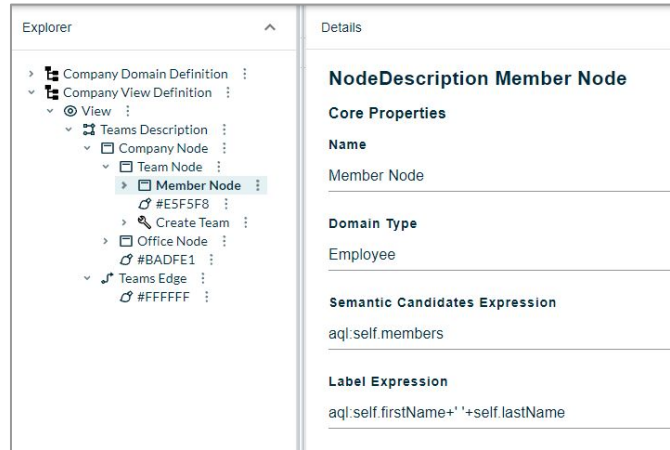 Explorer
Company Domain Definition
Company View Definition
View
Teams Description
Company Node
Team Node
Member Node
#E5F5F8
Create Team
Office Node
#BADFE1
Teams Edge
#FFFFFF
Details
NodeDescription Member Node
Core Properties
Name
Member Node
Domain Type
Employee
Semantic Candidates Expression
aql:self.members
Label Expression
aql:self.firstName+' '+self.lastName